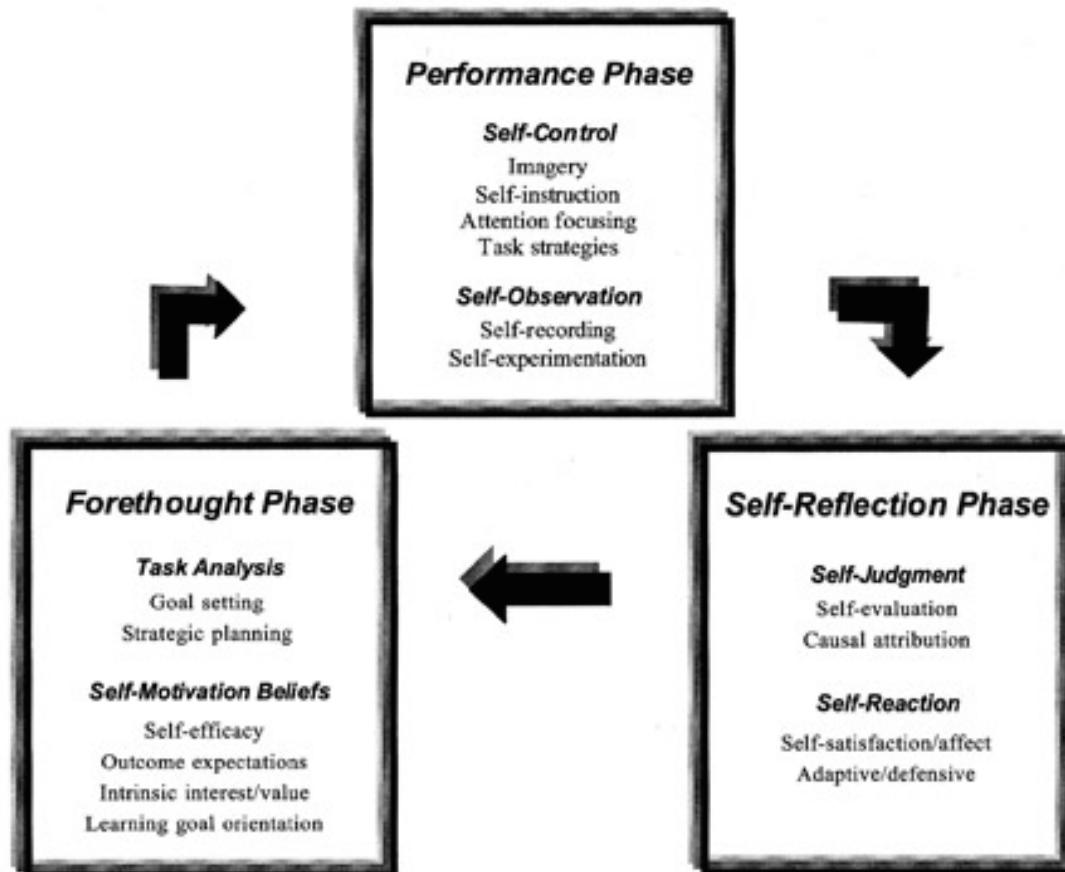 Performance Phase
Self-Control
Imagery
Self-instruction
Attention focusing
Task strategies
Self-Observation
Self-recording
Self-experimentation
Forethought Phase
Task Analysis
Goal setting
Strategic planning
Self-Motivation Beliefs
Self-efficacy
Outcome expectations
Intrinsic interest/value
Learning goal orientation
Self-Reflection Phase
Self-Judgment
Self-evaluation
Causal attribution
Self-Reaction
Self-satisfaction/affect
Adaptive/defensive